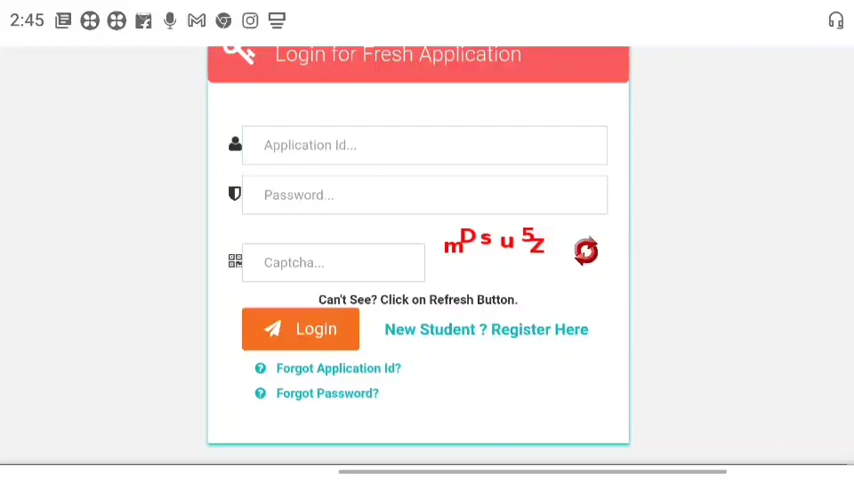 2:45
Login for Fresh Application
Application Id...
Password...
mDsu5Z
Captcha...
Can't See? Click on Refresh Button.
Login
New Student ? Register Here
Forgot Application Id?
Forgot Password?